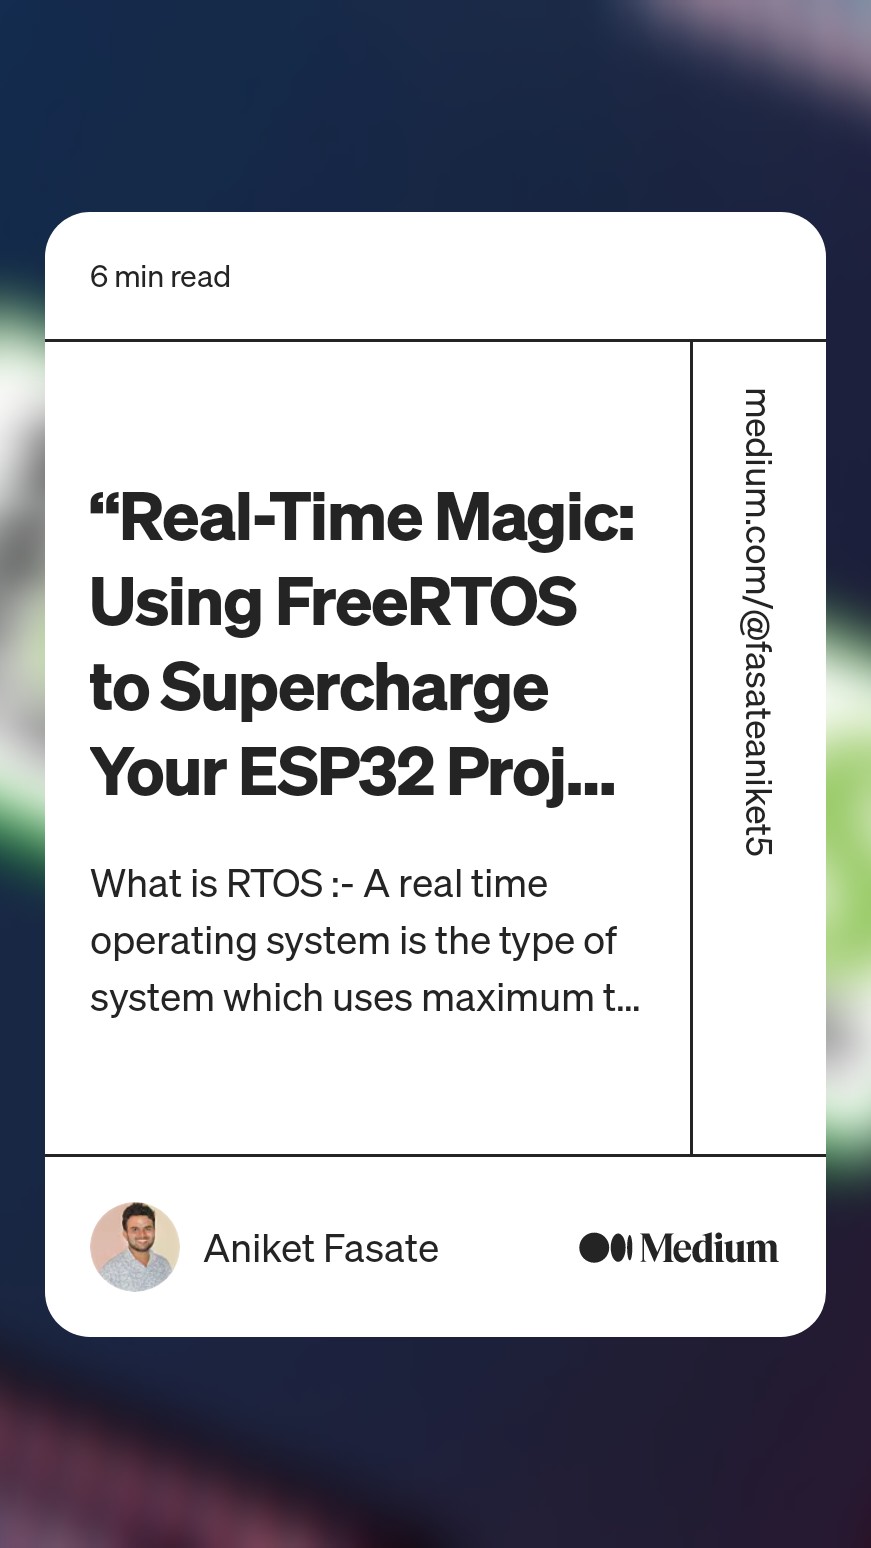 6 min read
“Real-Time Magic:
Using FreeRTOS
to Supercharge
Your ESP32 Proj...
What is RTOS :- A real time
operating system is the type of
system which uses maximum t...
medium.com/@fasateaniket5
Aniket Fasate
Medium